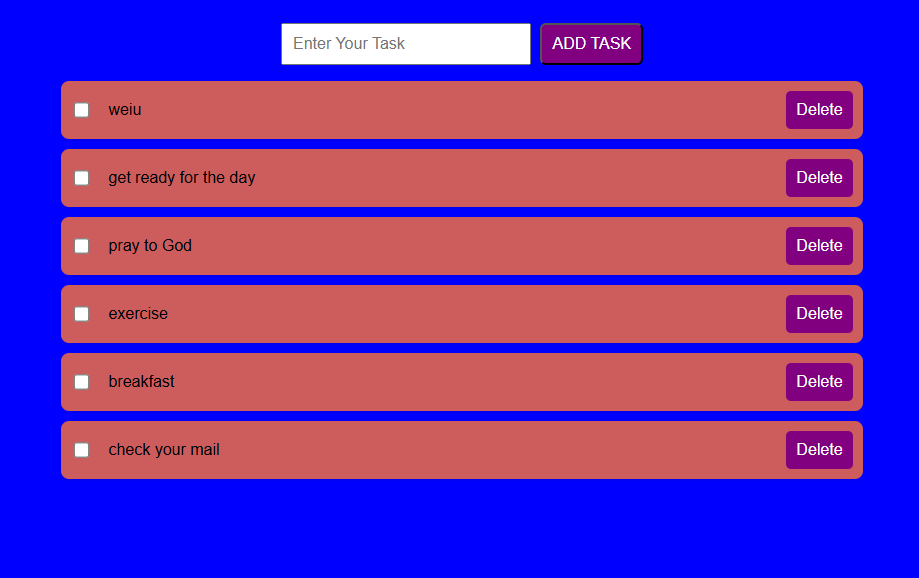 Enter Your Task ADD TASK
weiu Delete
get ready for the day Delete
pray to God Delete
exercise Delete
breakfast Delete
check your mail Delete